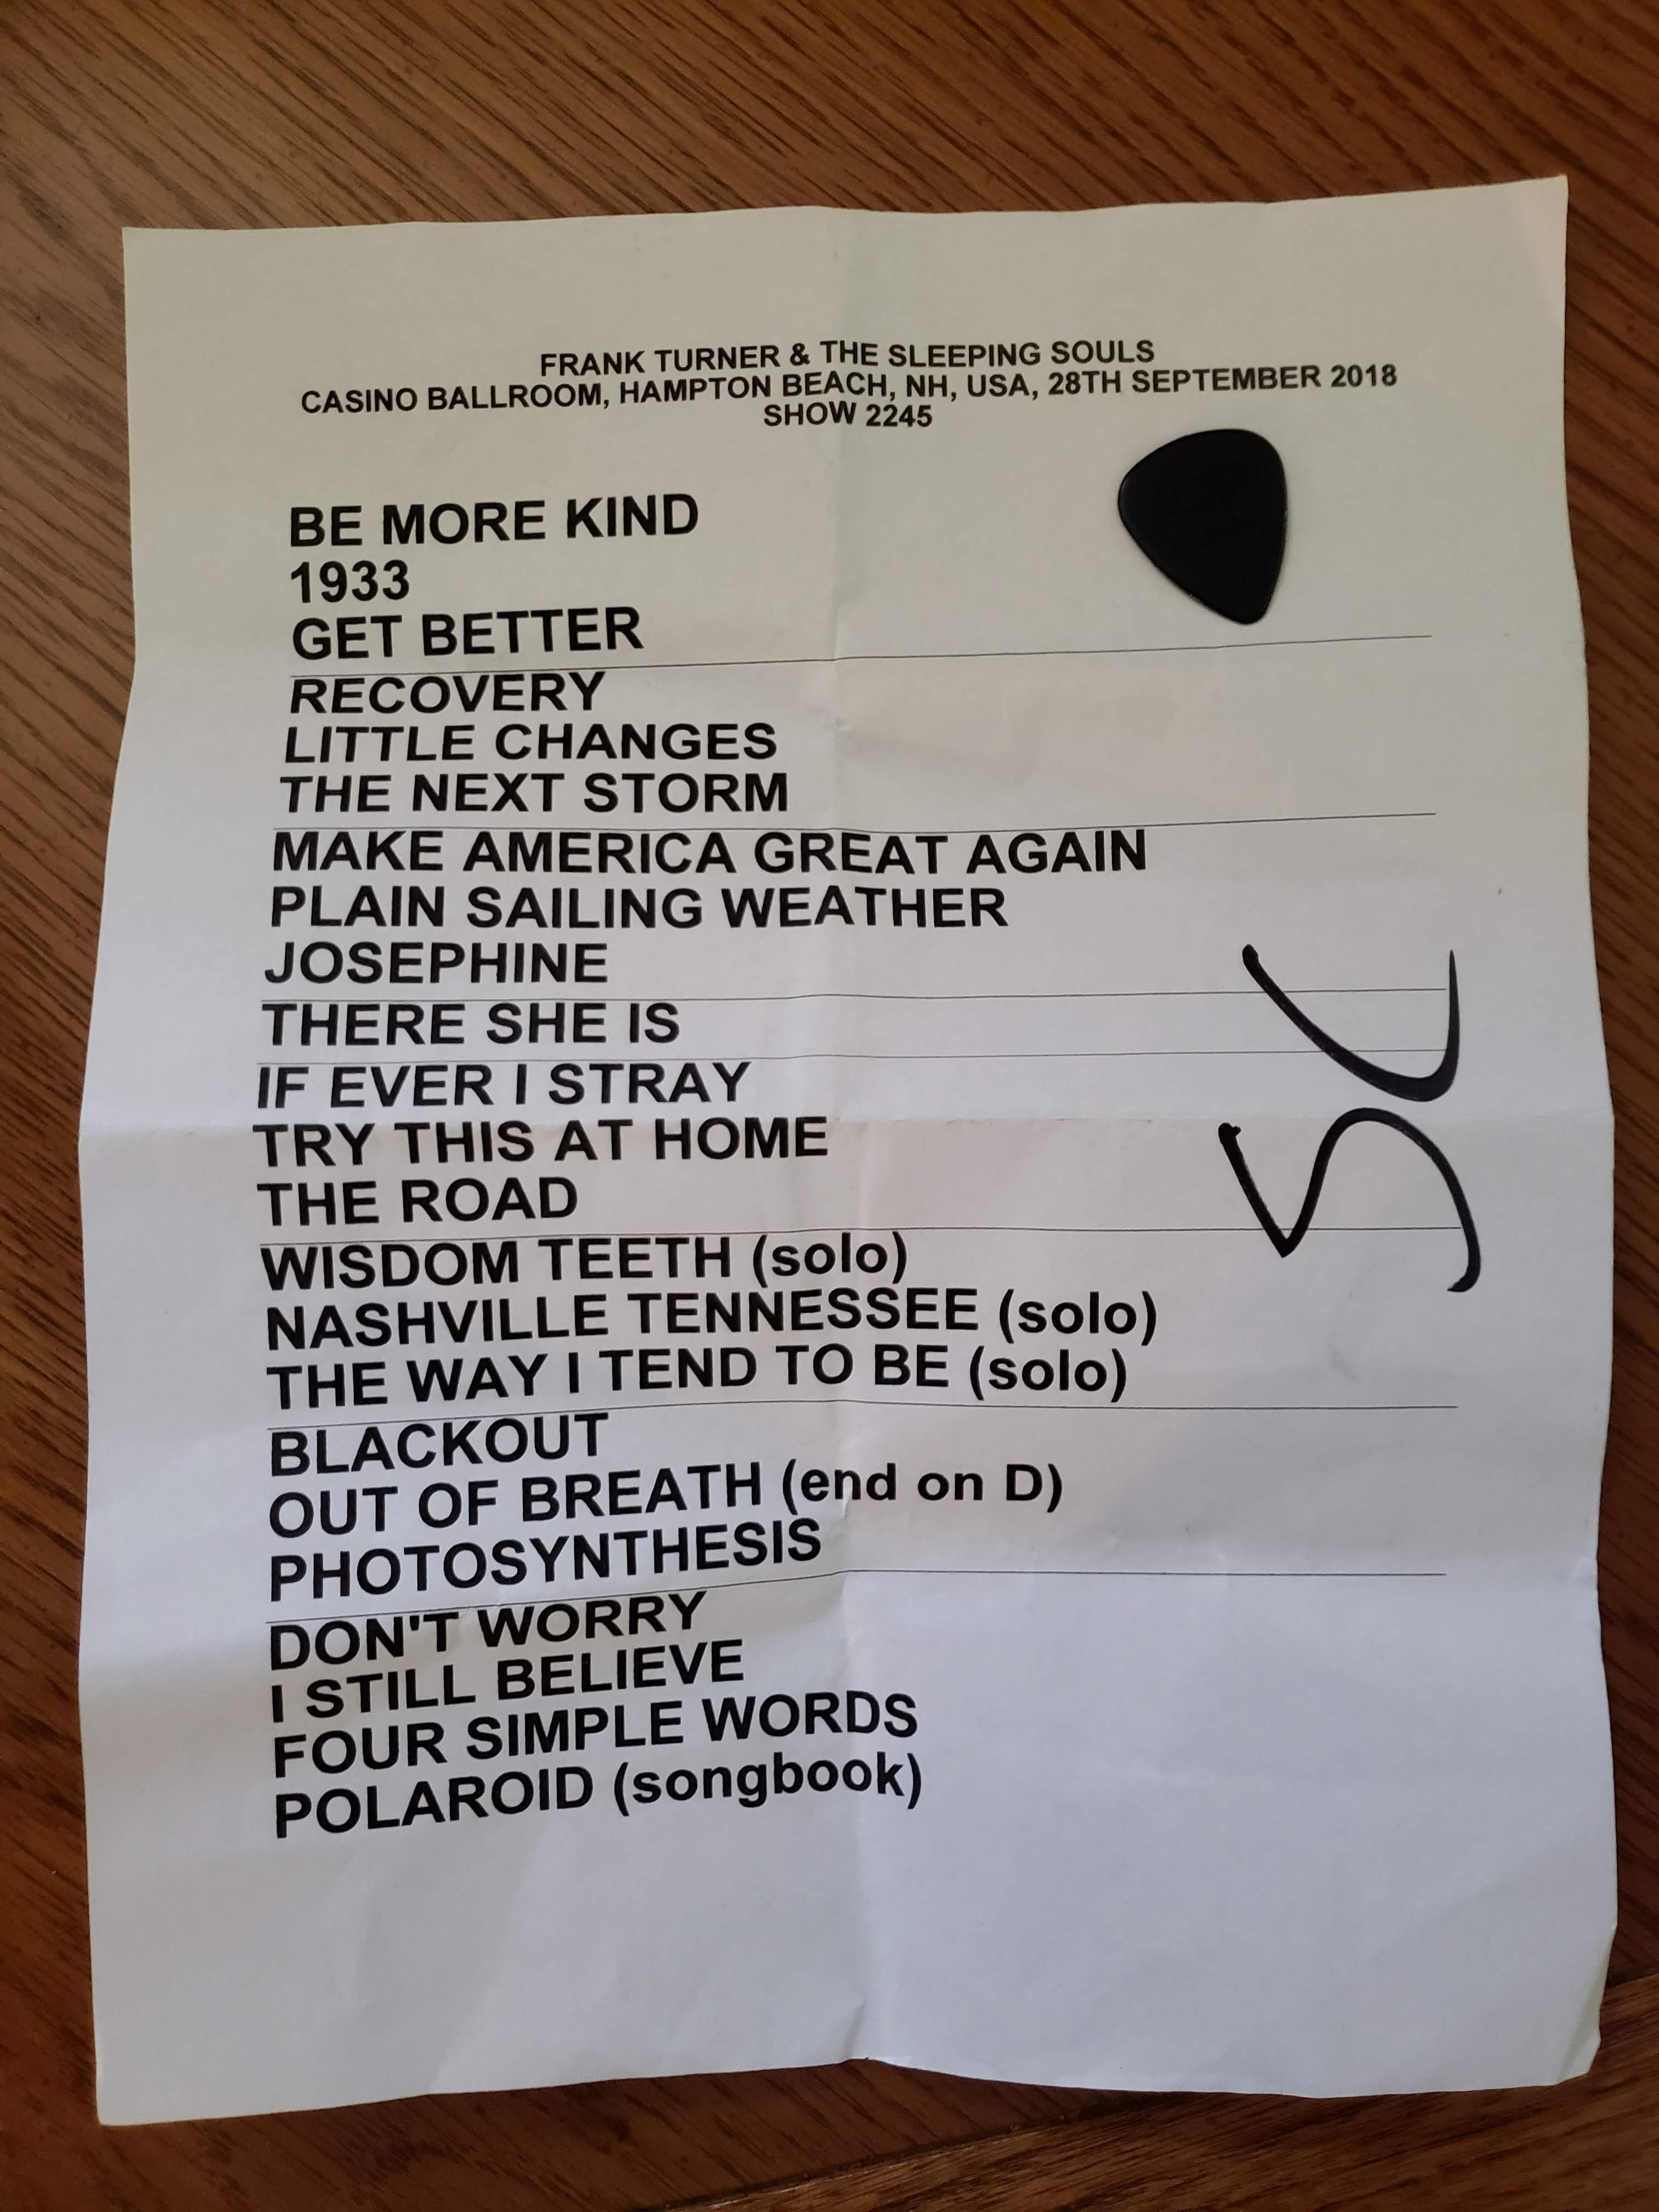 FRANK TURNER & THE SLEEPING SOULS
CASINO BALLROOM, HAMPTON BEACH, NH, USA, 28TH SEPTEMBER 2018
SHOW 2245
BE MORE KIND
1933
GET BETTER
RECOVERY
LITTLE CHANGES
THE NEXT STORM
MAKE AMERICA GREAT AGAIN
PLAIN SAILING WEATHER
JOSEPHINE
THERE SHE IS
IF EVER I STRAY
TRY THIS AT HOME
THE ROAD
WISDOM TEETH (solo)
NASHVILLE TENNESSEE (solo)
THE WAY I TEND TO BE (solo)
BLACKOUT
OUT OF BREATH (end on D)
PHOTOSYNTHESIS
DON'T WORRY
I STILL BELIEVE
FOUR SIMPLE WORDS
POLAROID (songbook)